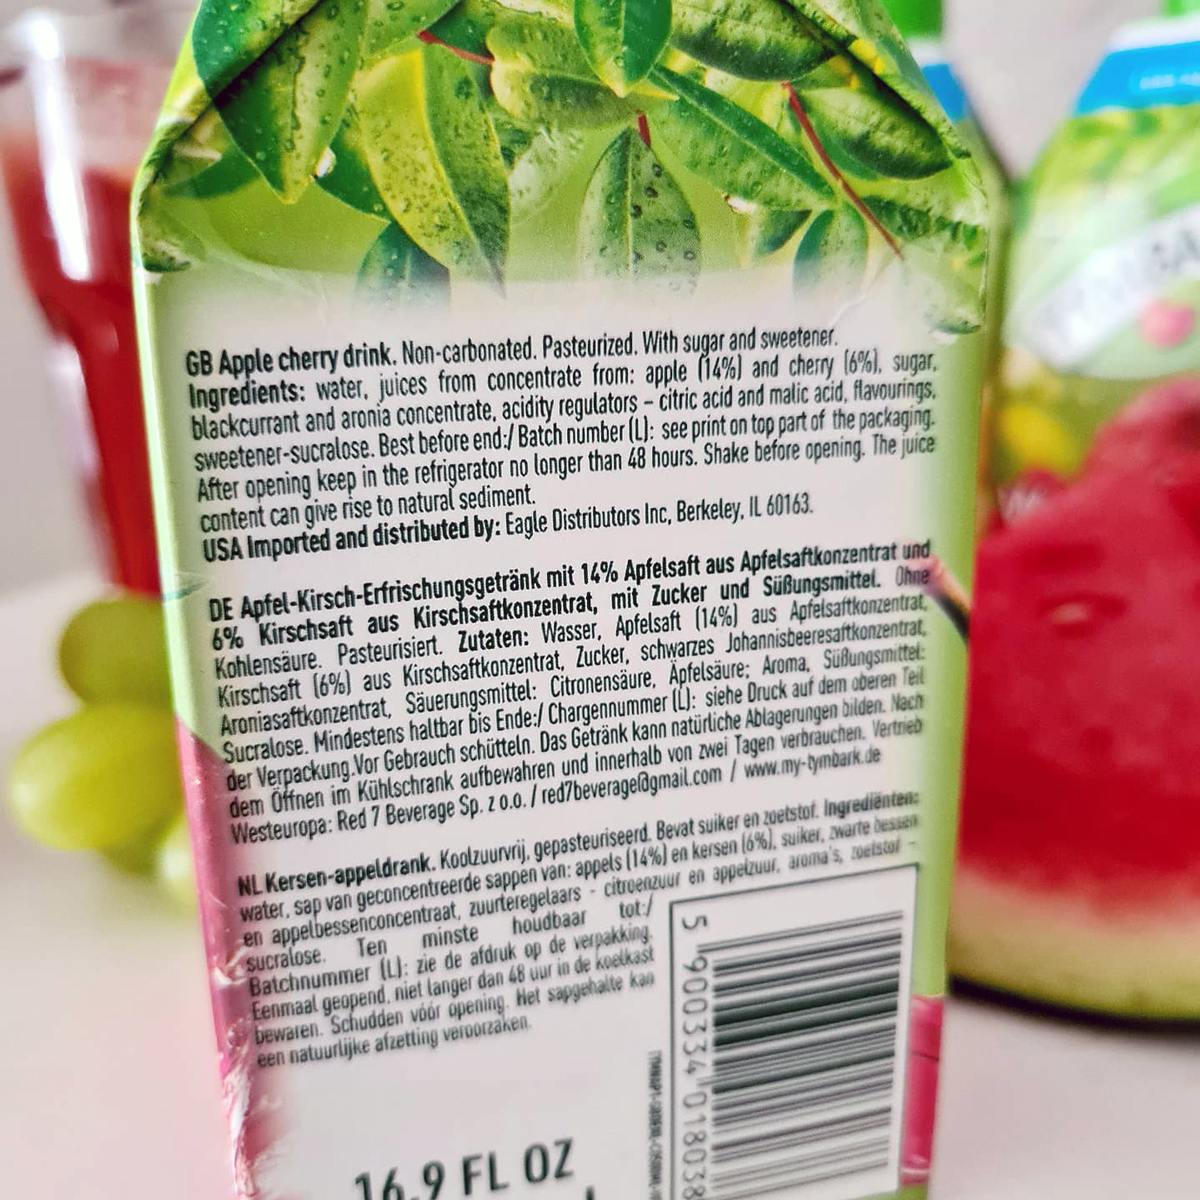 GB Apple cherry drink. Non-carbonated. Pasteurized. With sugar and sweetener.
Ingredients: water, juices from concentrate from: apple (14%) and cherry (6%), sugar,
blackcurrant and aronia concentrate, acidity regulators – citric acid and malic acid, flavourings,
sweetener-sucralose. Best before end:/ Batch number (L): see print on top part of the packaging.
After opening keep in the refrigerator no longer than 48 hours. Shake before opening. The juice
content can give rise to natural sediment.
USA Imported and distributed by: Eagle Distributors Inc, Berkeley, IL 60163.
DE Apfel-Kirsch-Erfrischungsgetränk mit 14% Apfelsaft aus Apfelsaftkonzentrat und
6% Kirschsaft aus Kirschsaftkonzentrat, mit Zucker und Süßungsmittel. Ohne
Kohlensäure. Pasteurisiert. Zutaten: Wasser, Apfelsaft (14%) aus Apfelsaftkonzentrat,
Kirschsaft (6%) aus Kirschsaftkonzentrat, Zucker, schwarzes Johannisbeeresaftkonzentrat,
Aroniasaftkonzentrat, Säuerungsmittel: Citronensäure, Äpfelsäure; Aroma, Süßungsmittel:
Sucralose. Mindestens haltbar bis Ende:/ Chargennummer (L): siehe Druck auf dem oberen Teil
der Verpackung.Vor Gebrauch schütteln. Das Getränk kann natürliche Ablagerungen bilden. Nach
dem Öffnen im Kühlschrank aufbewahren und innerhalb von zwei Tagen verbrauchen. Vertrieb
Westeuropa: Red 7 Beverage Sp. z o.o. / red7beverage@gmail.com / www.my-tymbark.de
NL Kersen-appeldrank. Koolzuurvrij, gepasteuriseerd. Bevat suiker en zoetstof. Ingrediënten:
water, sap van geconcentreerde sappen van: appels (14%) en kersen (6%), suiker, zwarte bessen
en appelbessenconcentraat, zuurteregelaars - citroenzuur en appelzuur, aroma's, zoetstof -
sucralose. Ten minste houdbaar tot:/
Batchnummer (L): zie de afdruk op de verpakking.
Eenmaal geopend, niet langer dan 48 uur in de koelkast
bewaren. Schudden vóór opening. Het sapgehalte kan
een natuurlijke afzetting veroorzaken.
5 900334 018038
16.9 FL OZ